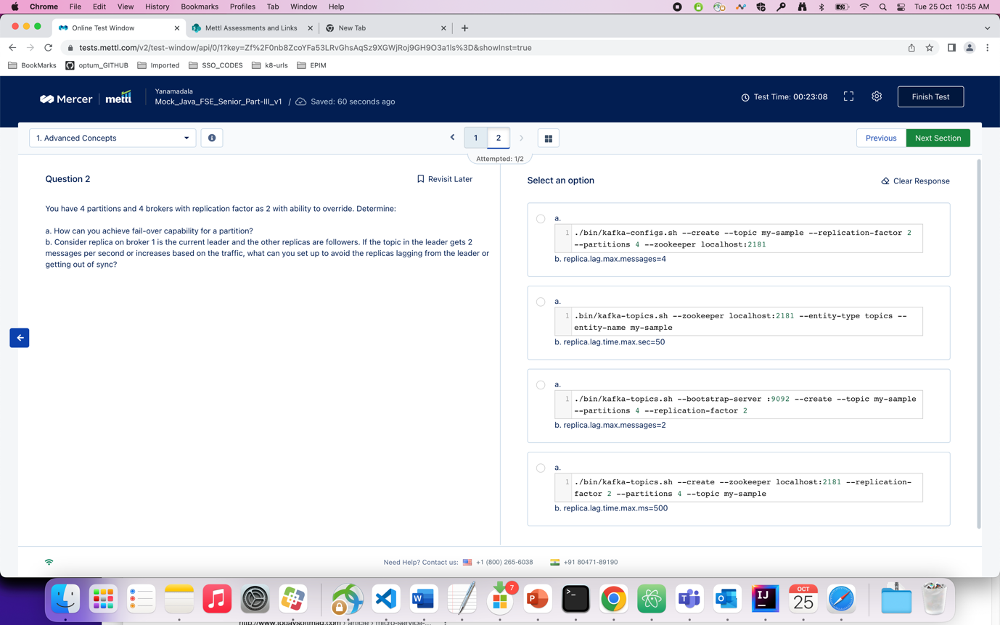 Chrome File Edit View History Bookmarks Profiles Tab Window Help Tue 25 Oct 10:55 AM
Online Test Window Mettl Assessments and Links New Tab
tests.mettl.com/v2/test-window/api/0/1?key=Zf%2F0nb8ZcoYFa53LRvGhsAqSz9XGWjRoj9GH9O3a1ls%3D&showInst=true
BookMarks optum_GITHUB Imported SSO_CODES k8-urls EPIM
Mercer mettl
Yanamadala
Mock_Java_FSE_Senior_Part-III_v1 / Saved: 60 seconds ago
Test Time: 00:23:08
Finish Test
1. Advanced Concepts
1 2
Previous Next Section
Attempted: 1/2
Question 2
Revisit Later
You have 4 partitions and 4 brokers with replication factor as 2 with ability to override. Determine:
a. How can you achieve fail-over capability for a partition?
b. Consider replica on broker 1 is the current leader and the other replicas are followers. If the topic in the leader gets 2
messages per second or increases based on the traffic, what can you set up to avoid the replicas lagging from the leader or
getting out of sync?
Select an option
Clear Response
a.
1 ./bin/kafka-configs.sh --create --topic my-sample --replication-factor 2
--partitions 4 --zookeeper localhost:2181
b. replica.lag.max.messages=4
a.
1 .bin/kafka-topics.sh --zookeeper localhost:2181 --entity-type topics --
entity-name my-sample
b. replica.lag.time.max.sec=50
a.
1 ./bin/kafka-topics.sh --bootstrap-server :9092 --create --topic my-sample
--partitions 4 --replication-factor 2
b. replica.lag.max.messages=2
a.
1 ./bin/kafka-topics.sh --create --zookeeper localhost:2181 --replication-
factor 2 --partitions 4 --topic my-sample
b. replica.lag.time.max.ms=500
Need Help? Contact us: +1 (800) 265-6038 +91 80471-89190
7
OCT
25